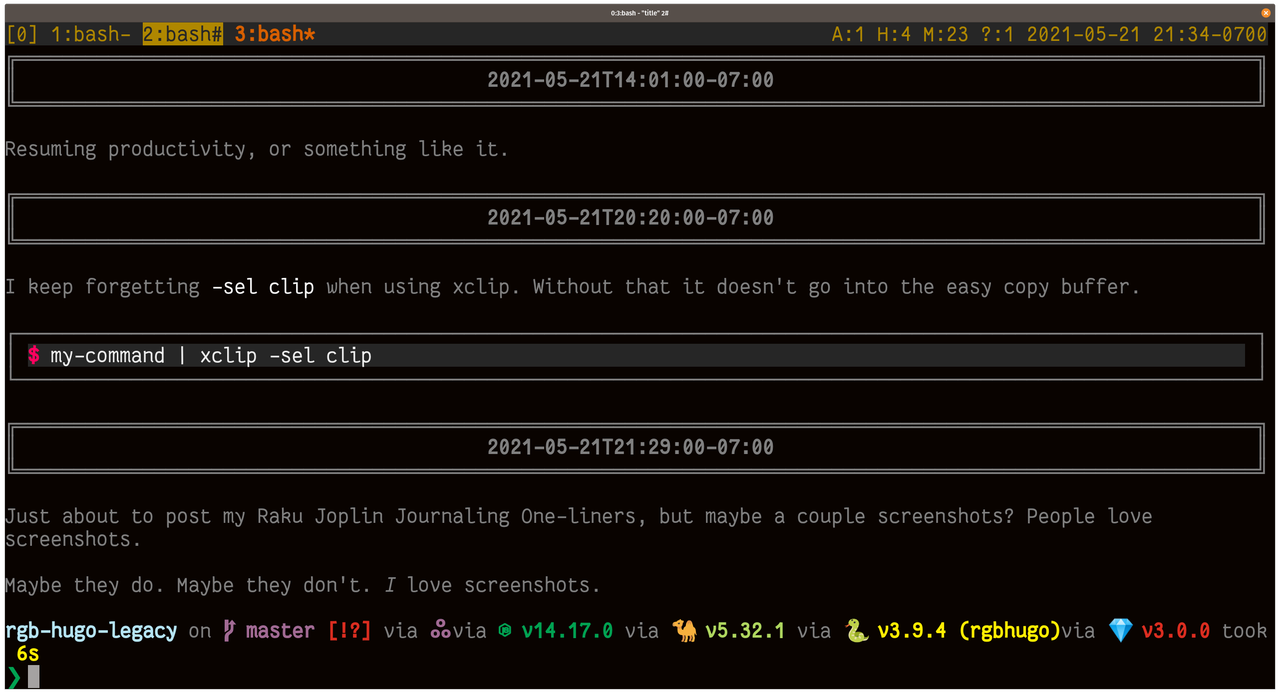 0:3:bash - "title" 2#
[0] 1:bash- 2:bash# 3:bash* A:1 H:4 M:23 ?:1 2021-05-21 21:34-0700
2021-05-21T14:01:00-07:00
Resuming productivity, or something like it.
2021-05-21T20:20:00-07:00
I keep forgetting -sel clip when using xclip. Without that it doesn't go into the easy copy buffer.
$ my-command | xclip -sel clip
2021-05-21T21:29:00-07:00
Just about to post my Raku Joplin Journaling One-liners, but maybe a couple screenshots? People love
screenshots.
Maybe they do. Maybe they don't. I love screenshots.
rgb-hugo-legacy on master [!?] via via v14.17.0 via 🐪 v5.32.1 via 🐍 v3.9.4 (rgbhugo)via 💎 v3.0.0 took
6s
❯